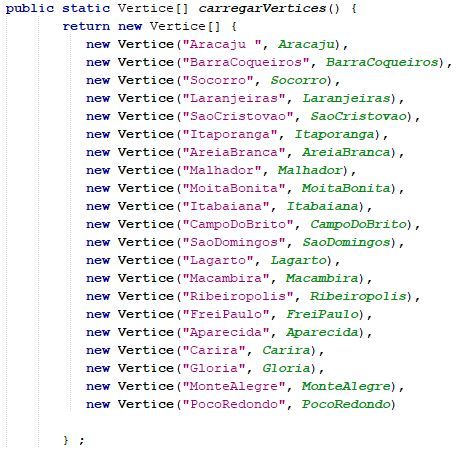 public static Vertice[] carregarVertices() {
return new Vertice[] {
new Vertice("Aracaju ", Aracaju),
new Vertice("BarraCoqueiros", BarraCoqueiros),
new Vertice("Socorro", Socorro),
new Vertice("Laranjeiras", Laranjeiras),
new Vertice("SaoCristovao", SaoCristovao),
new Vertice("Itaporanga", Itaporanga),
new Vertice("AreiaBranca", AreiaBranca),
new Vertice("Malhador", Malhador),
new Vertice("MoitaBonita", MoitaBonita),
new Vertice("Itabaiana", Itabaiana),
new Vertice("CampoDoBrito", CampoDoBrito),
new Vertice("SaoDomingos", SaoDomingos),
new Vertice("Lagarto", Lagarto),
new Vertice("Macambira", Macambira),
new Vertice("Ribeiropolis", Ribeiropolis),
new Vertice("FreiPaulo", FreiPaulo),
new Vertice("Aparecida", Aparecida),
new Vertice("Carira", Carira),
new Vertice("Gloria", Gloria),
new Vertice("MonteAlegre", MonteAlegre),
new Vertice("PocoRedondo", PocoRedondo)
} ;